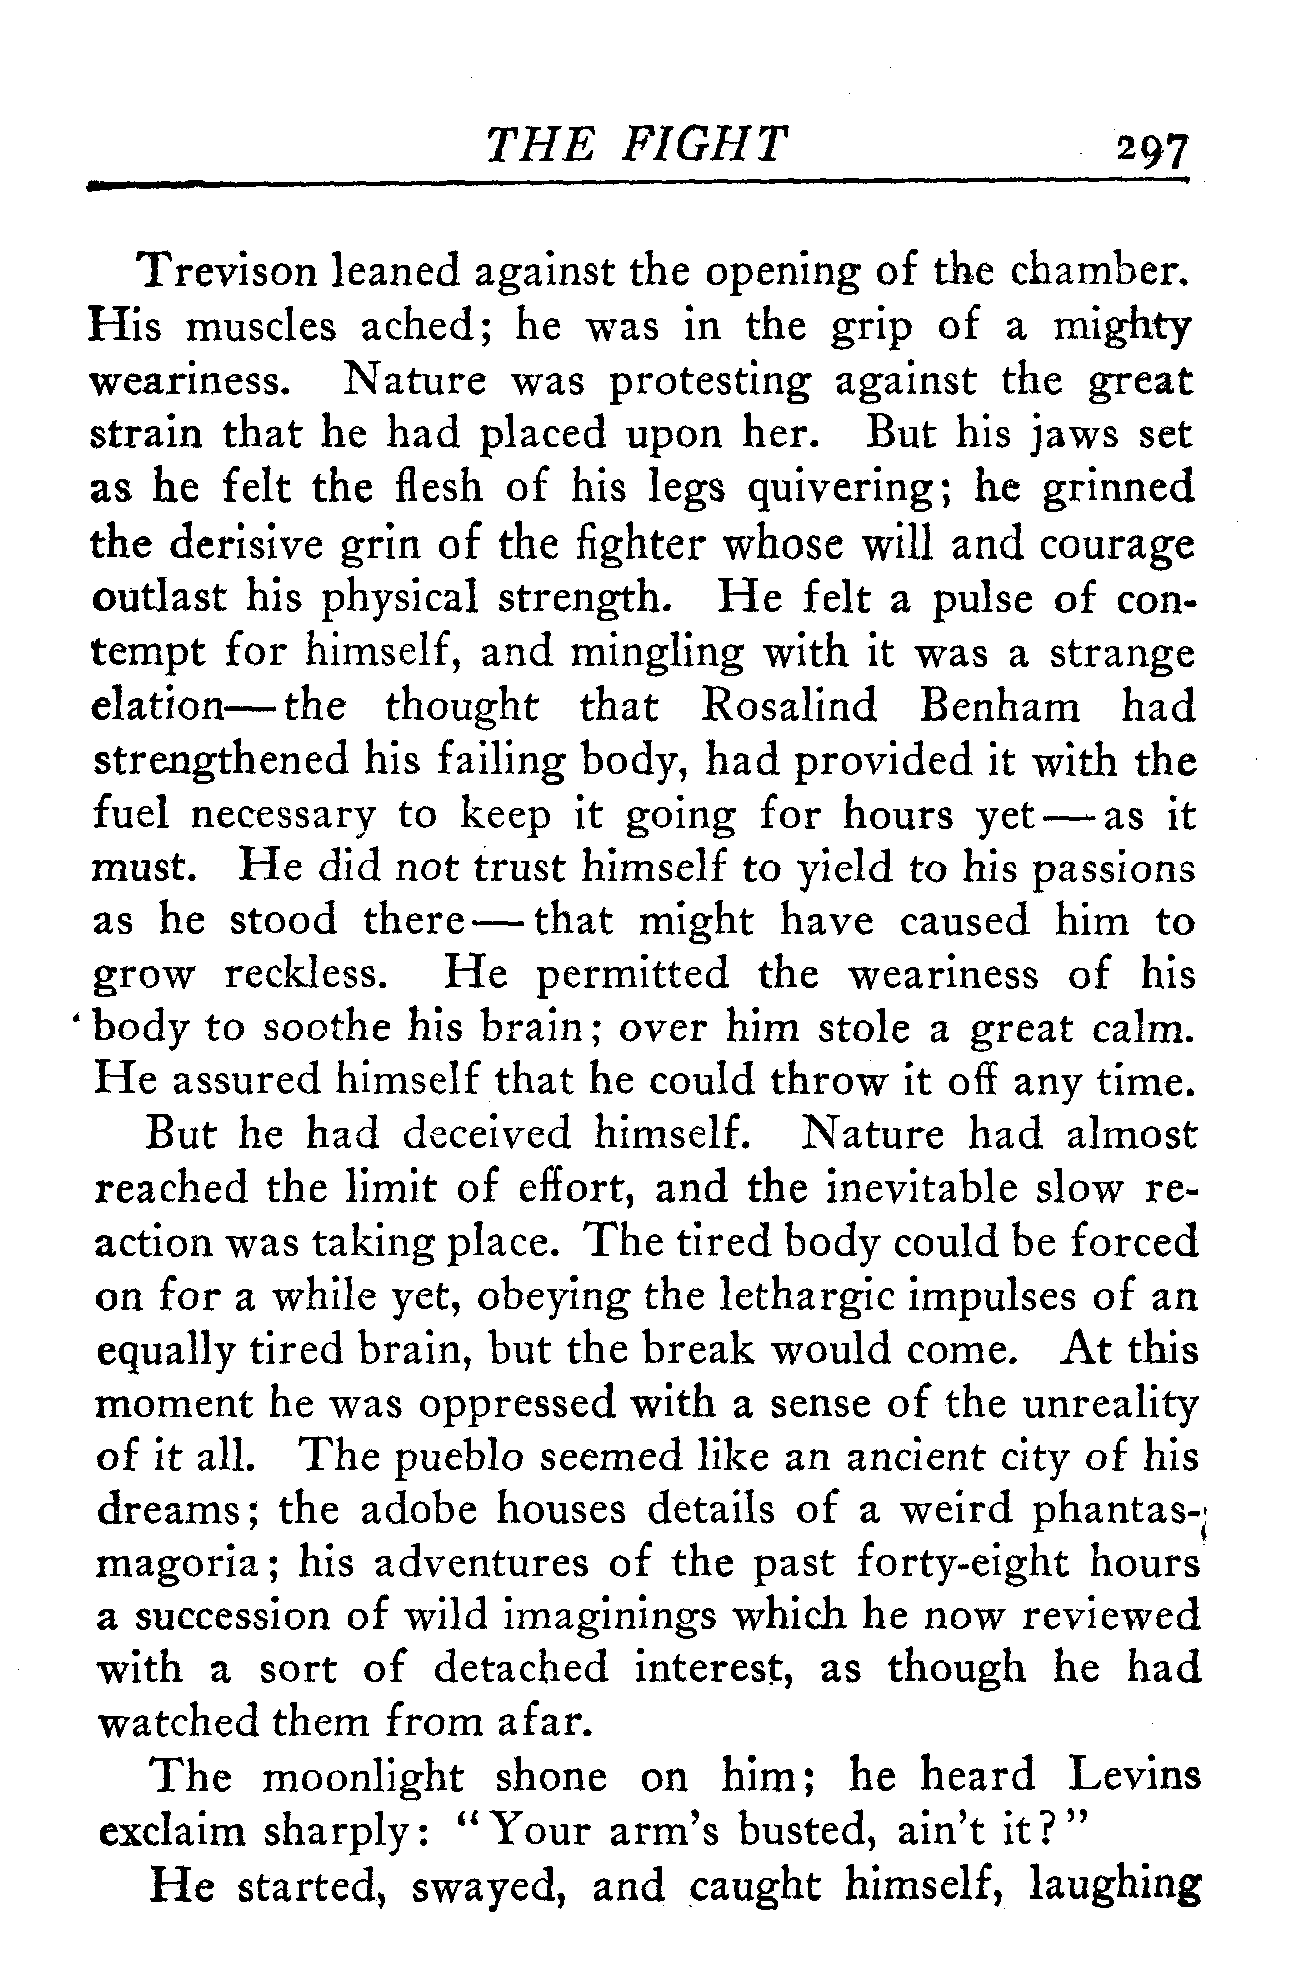 THE FIGHT 297
Trevison leaned against the opening of the chamber.
His muscles ached; he was in the grip of a mighty
weariness. Nature was protesting against the great
strain that he had placed upon her. But his jaws set
as he felt the flesh of his legs quivering; he grinned
the derisive grin of the fighter whose will and courage
outlast his physical strength. He felt a pulse of con-
tempt for himself, and mingling with it was a strange
elation—the thought that Rosalind Benham had
strengthened his failing body, had provided it with the
fuel necessary to keep it going for hours yet—as it
must. He did not trust himself to yield to his passions
as he stood there—that might have caused him to
grow reckless. He permitted the weariness of his
body to soothe his brain; over him stole a great calm.
He assured himself that he could throw it off any time.
But he had deceived himself. Nature had almost
reached the limit of effort, and the inevitable slow re-
action was taking place. The tired body could be forced
on for a while yet, obeying the lethargic impulses of an
equally tired brain, but the break would come. At this
moment he was oppressed with a sense of the unreality
of it all. The pueblo seemed like an ancient city of his
dreams; the adobe houses details of a weird phantas-
magoria; his adventures of the past forty-eight hours
a succession of wild imaginings which he now reviewed
with a sort of detached interest, as though he had
watched them from afar.
The moonlight shone on him; he heard Levins
exclaim sharply: "Your arm's busted, ain't it?"
He started, swayed, and caught himself, laughing